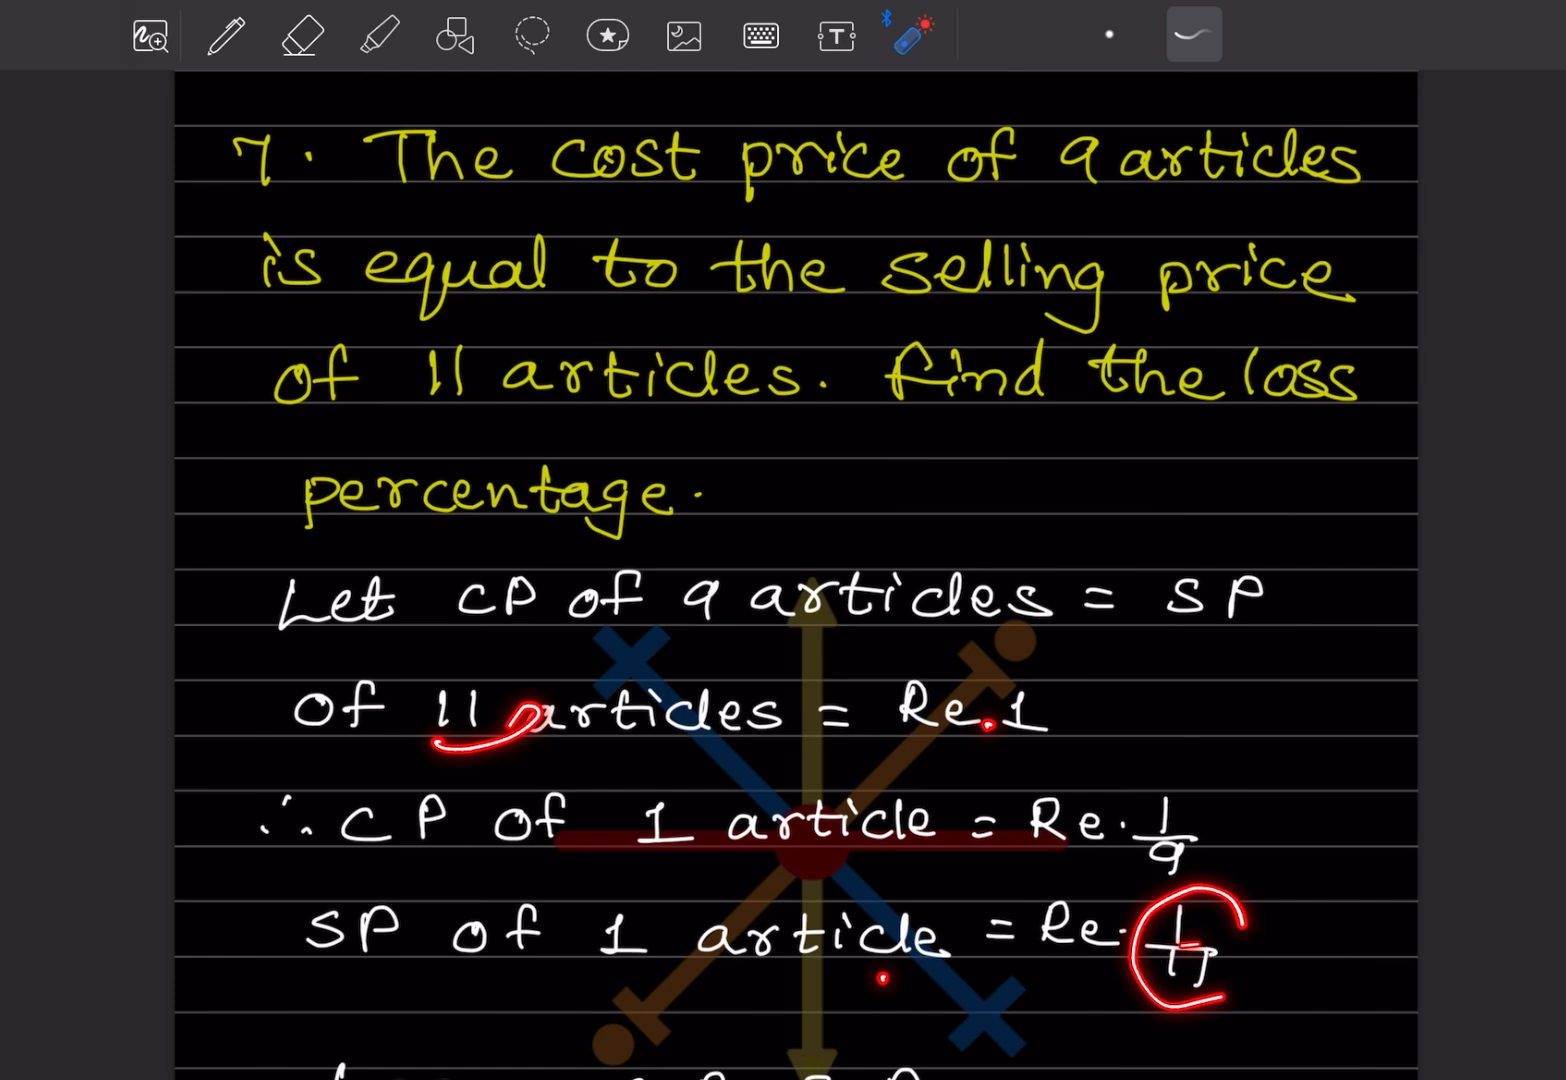 7. The cost price of 9 articles
is equal to the selling price
of 11 articles. Find the loss
percentage.
Let CP of 9 articles = SP
of 11 articles = Re.1
∴ CP of 1 article = Re. 1/9
SP of 1 article = Re. 1/11